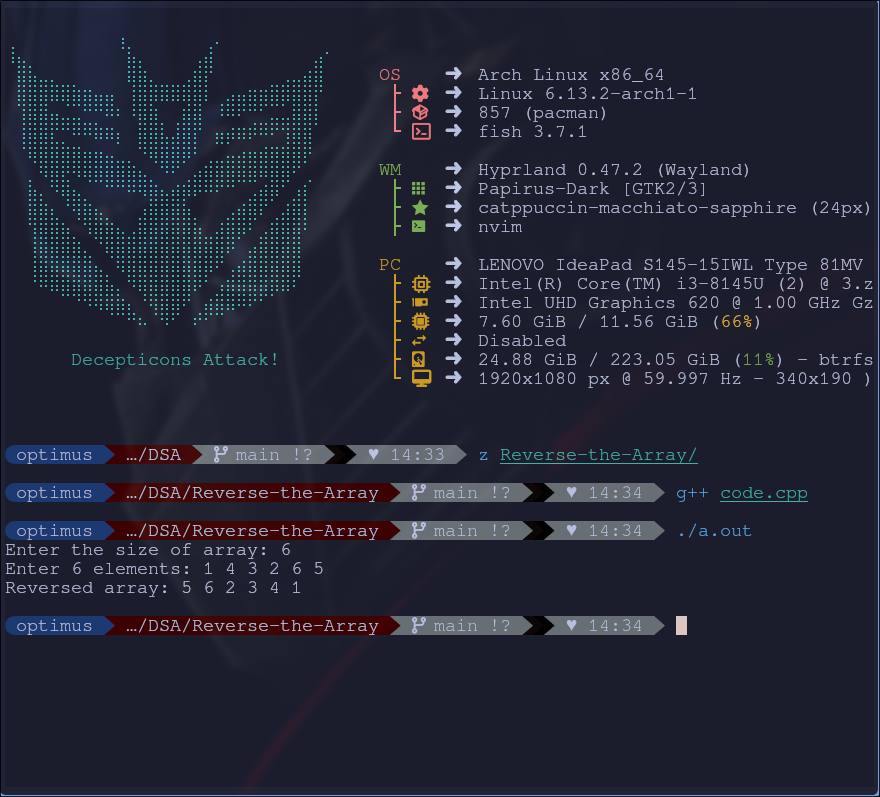 OS ➜ Arch Linux x86_64
➜ Linux 6.13.2-arch1-1
➜ 857 (pacman)
➜ fish 3.7.1
WM ➜ Hyprland 0.47.2 (Wayland)
➜ Papirus-Dark [GTK2/3]
➜ catppuccin-macchiato-sapphire (24px)
➜ nvim
PC ➜ LENOVO IdeaPad S145-15IWL Type 81MV
➜ Intel(R) Core(TM) i3-8145U (2) @ 3.z
➜ Intel UHD Graphics 620 @ 1.00 GHz Gz
➜ 7.60 GiB / 11.56 GiB (66%)
➜ Disabled
➜ 24.88 GiB / 223.05 GiB (11%) - btrfs
➜ 1920x1080 px @ 59.997 Hz - 340x190 )
Decepticons Attack!
optimus …/DSA main !? ♥ 14:33 z Reverse-the-Array/
optimus …/DSA/Reverse-the-Array main !? ♥ 14:34 g++ code.cpp
optimus …/DSA/Reverse-the-Array main !? ♥ 14:34 ./a.out
Enter the size of array: 6
Enter 6 elements: 1 4 3 2 6 5
Reversed array: 5 6 2 3 4 1
optimus …/DSA/Reverse-the-Array main !? ♥ 14:34